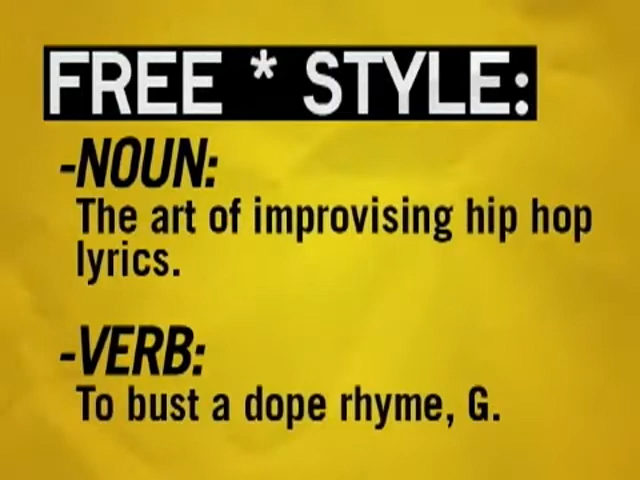 FREE * STYLE:
-NOUN:
The art of improvising hip hop
lyrics.
-VERB:
To bust a dope rhyme, G.